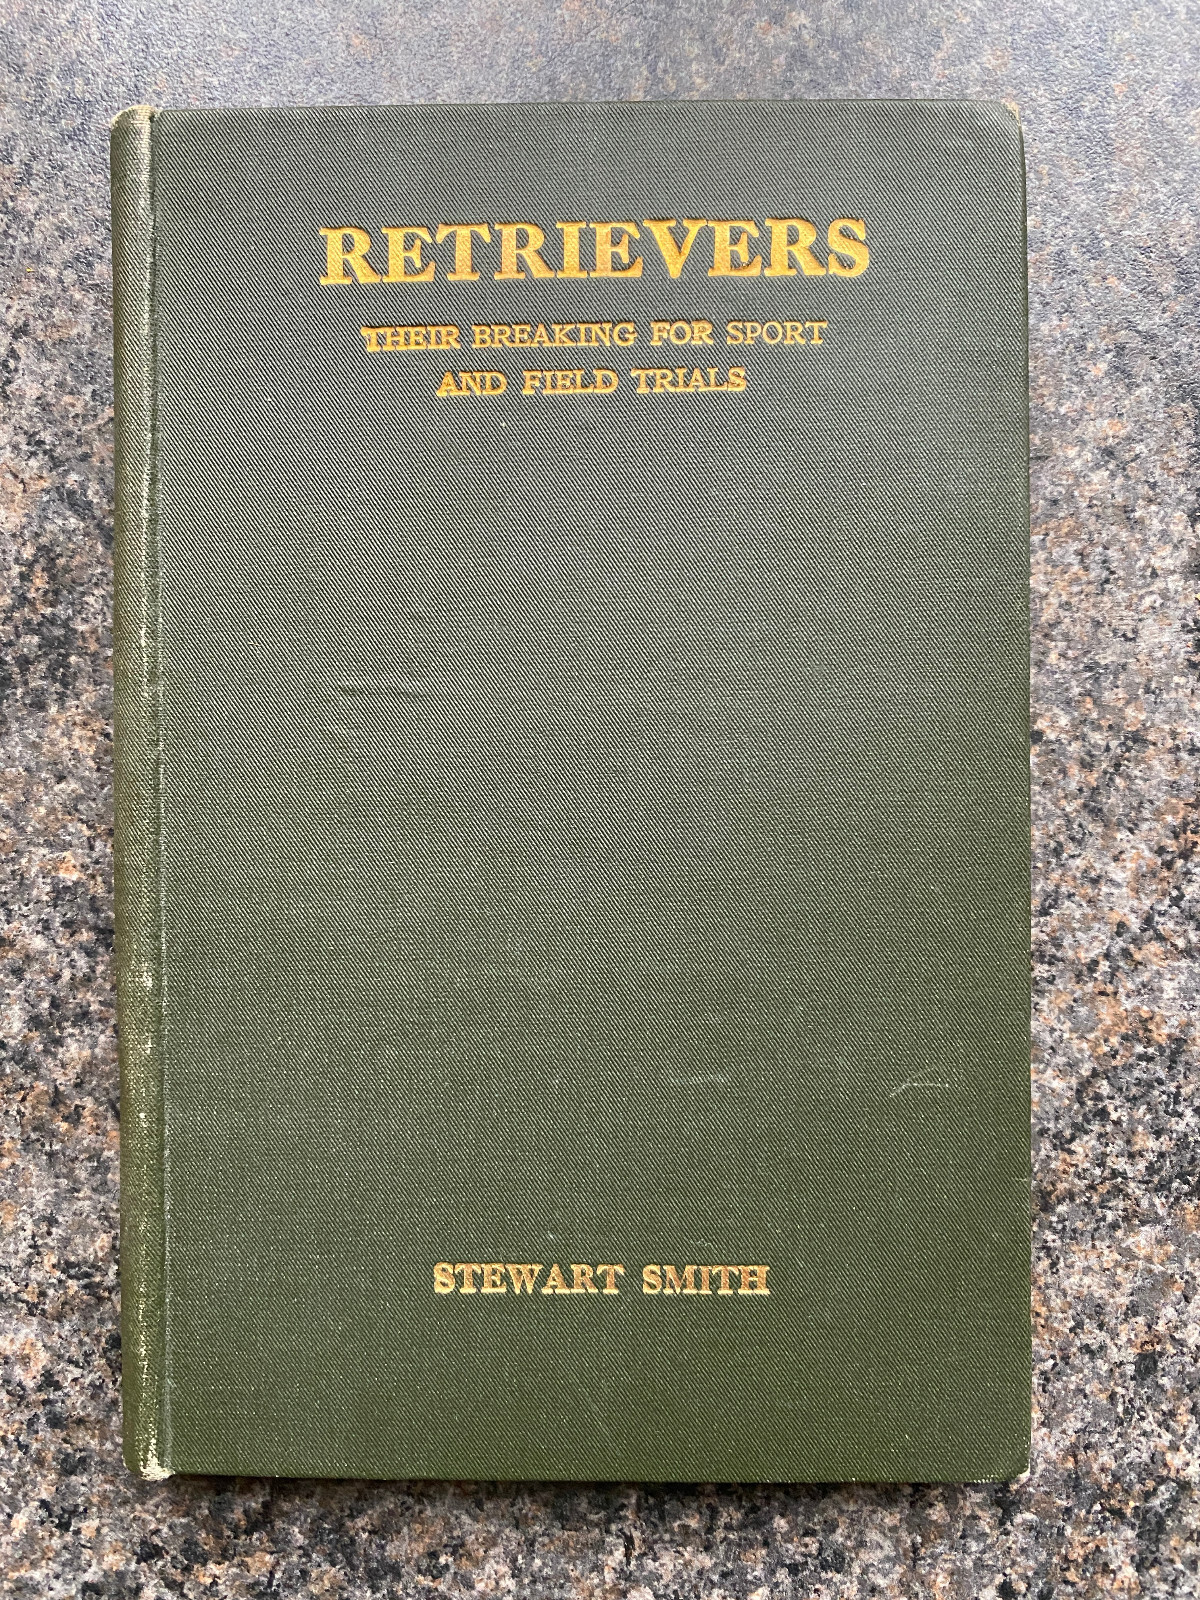 RETRIEVERS
THEIR BREAKING FOR SPORT
AND FIELD TRIALS
STEWART SMITH